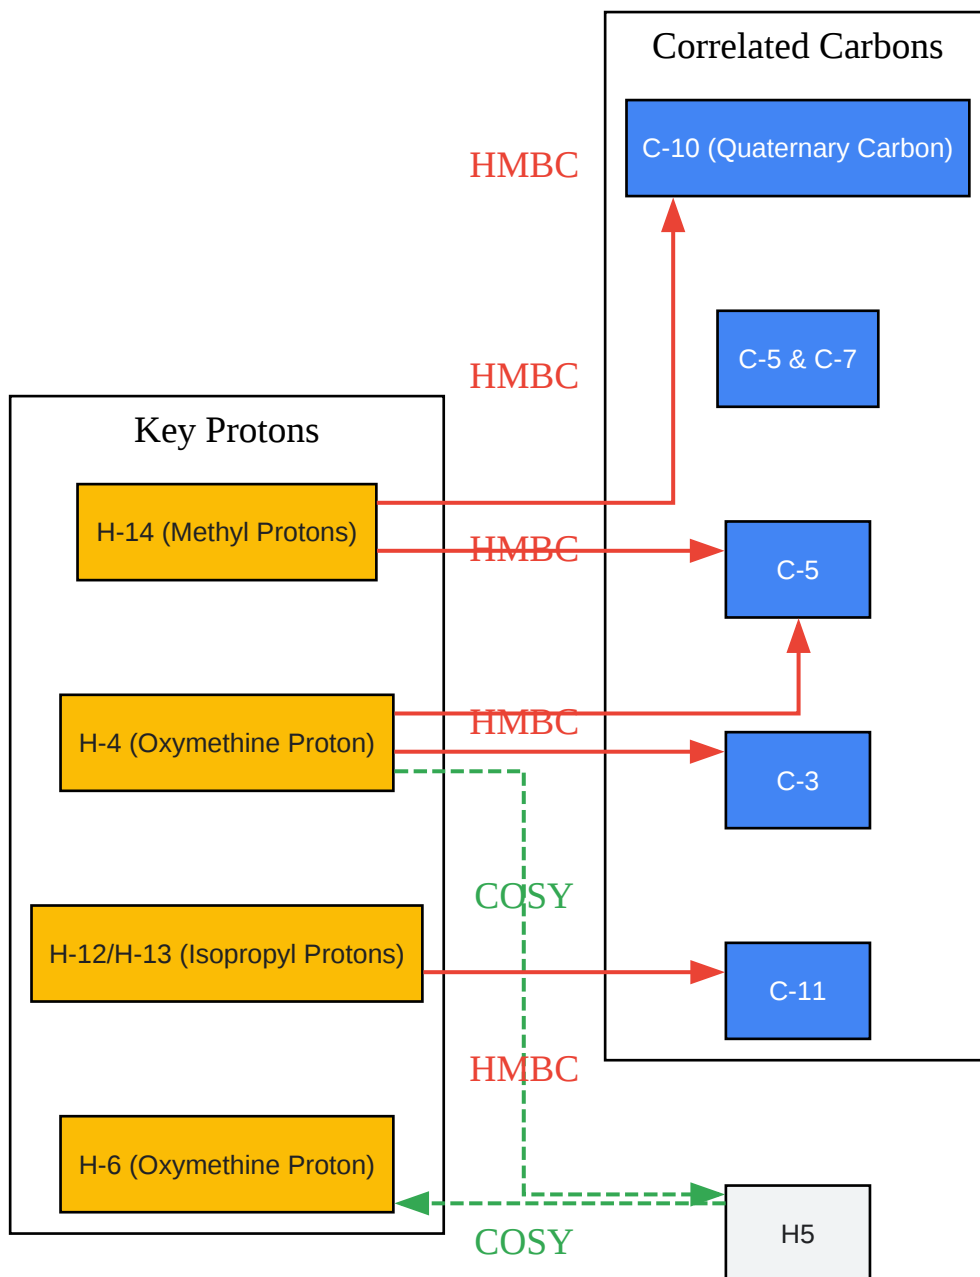 Correlated Carbons
C-10 (Quaternary Carbon)
HMBC
C-5 & C-7
HMBC
Key Protons
H-14 (Methyl Protons)
HMBC
C-5
H-4 (Oxymethine Proton)
HMBC
C-3
COSY
H-12/H-13 (Isopropyl Protons)
C-11
HMBC
H-6 (Oxymethine Proton)
COSY
H5